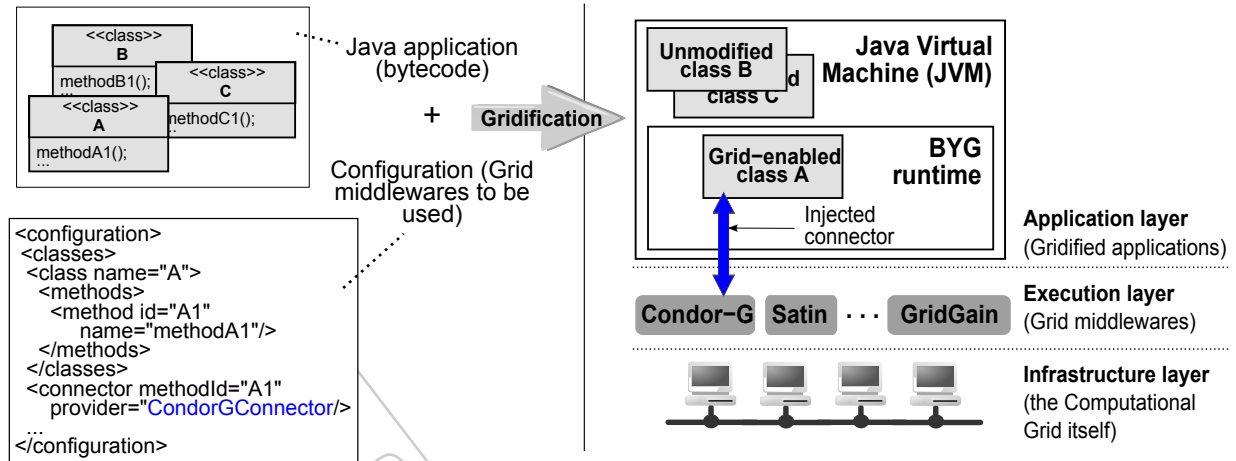 <<class>>
B
methodB1();
...
<<class>>
C
methodC1();
...
<<class>>
A
methodA1();
...
Java application
(bytecode)
+
Configuration (Grid
middlewares to be
used)
Gridification
<configuration>
<classes>
<class name="A">
<methods>
<method id="A1"
name="methodA1"/>
</methods>
</classes>
<connector methodId="A1"
provider="CondorGConnector/>
...
</configuration>
Java Virtual
Machine (JVM)
Unmodified
class B
d
class C
BYG
runtime
Grid−enabled
class A
Injected
connector
Application layer
(Gridified applications)
Condor−G
Satin
...
GridGain
Execution layer
(Grid middlewares)
Infrastructure layer
(the Computational
Grid itself)